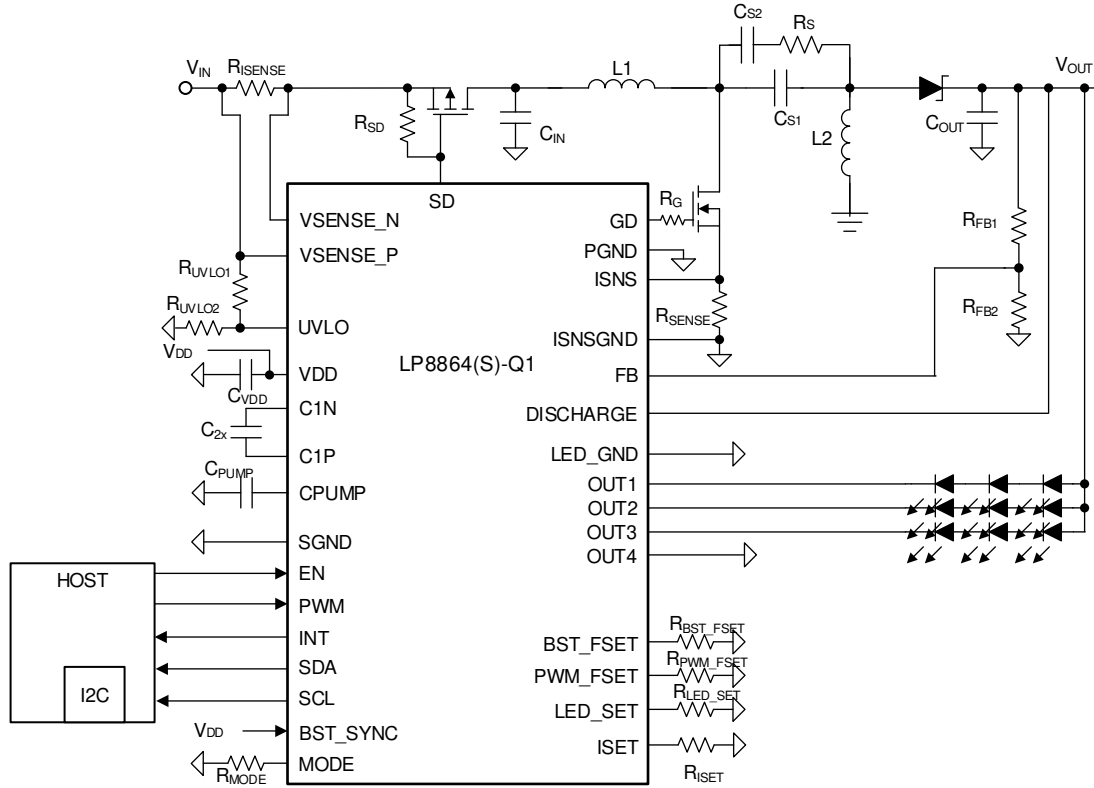 CS2
RS
VIN
RISENSE
L1
VOUT
RSD
CIN
CS1
L2
COUT
SD
VSENSE_N
RG
GD
RFB1
VSENSE_P
PGND
RUVLO1
ISNS
RUVLO2
RSENSE
RFB2
UVLO
ISNSGND
VDD
LP8864(S)-Q1
VDD
FB
CVDD
C1N
DISCHARGE
C2x
C1P
LED_GND
CPUMP
CPUMP
OUT1
OUT2
SGND
OUT3
OUT4
HOST
EN
PWM
RBST_FSET
INT
BST_FSET
RPWM_FSET
SDA
PWM_FSET
I2C
SCL
RLED_SET
LED_SET
VDD
BST_SYNC
ISET
RMODE
MODE
RISET